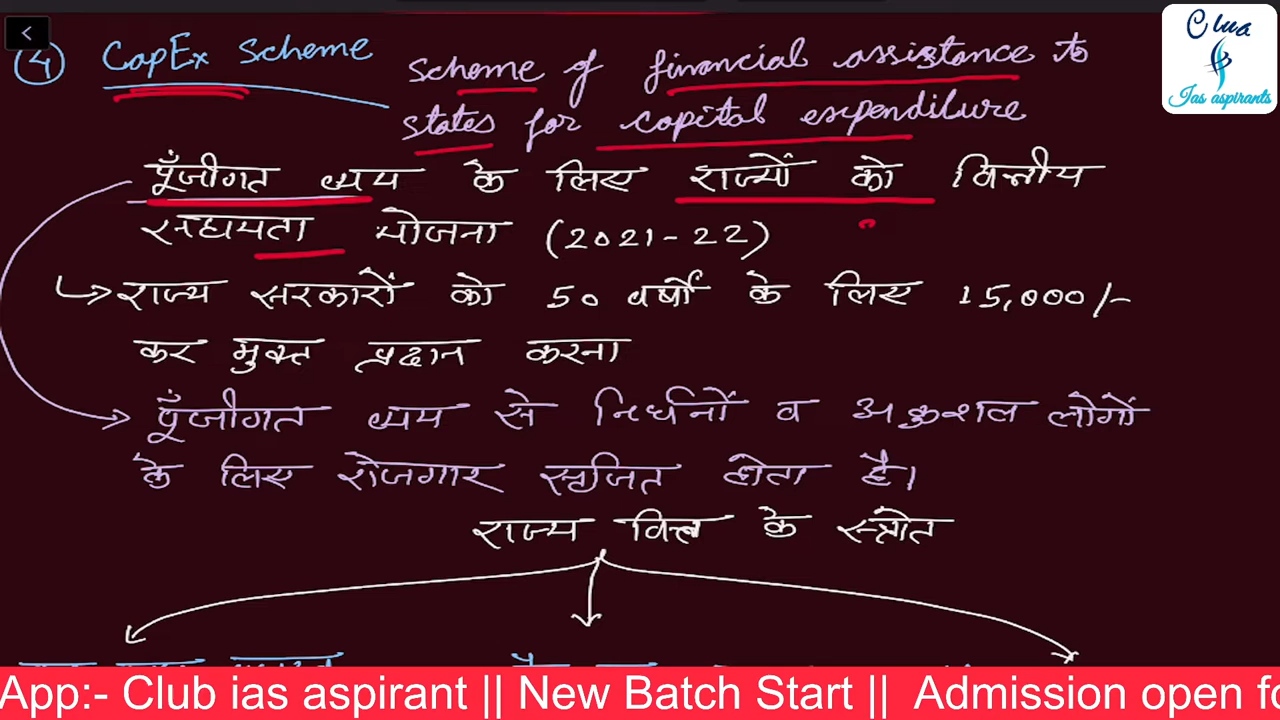 ④ CapEx Scheme
Scheme of financial assistance to
states for capital expenditure
पूँजीगत व्यय के लिए राज्यों को वित्तीय
सहायता योजना (2021-22)
राज्य सरकारों को 50 वर्षों के लिए 15,000/-
कर मुक्त प्रदान करना
पूँजीगत व्यय से निर्धनों व अकुशल लोगों
के लिए रोजगार सृजित होता है।
राज्य वित्त के स्त्रोत
Club
Ias aspirants
App:- Club ias aspirant || New Batch Start || Admission open fo